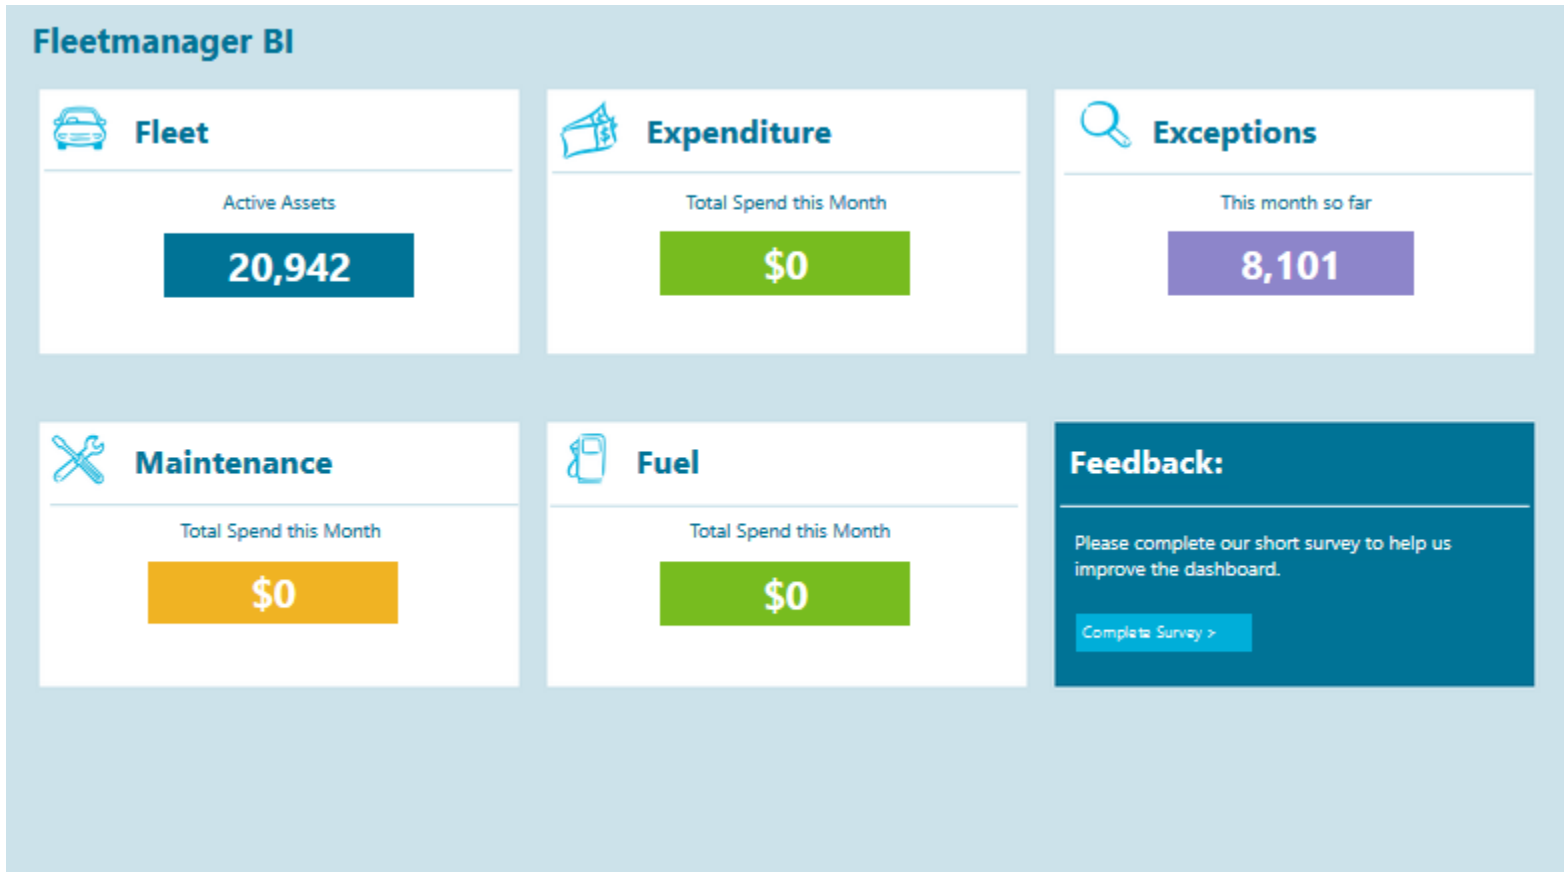 Fleetmanager BI
Fleet
Active Assets
20,942
Expenditure
Total Spend this Month
$0
Exceptions
This month so far
8,101
Maintenance
Total Spend this Month
$0
Fuel
Total Spend this Month
$0
Feedback:
Please complete our short survey to help us
improve the dashboard.
Complete Survey >